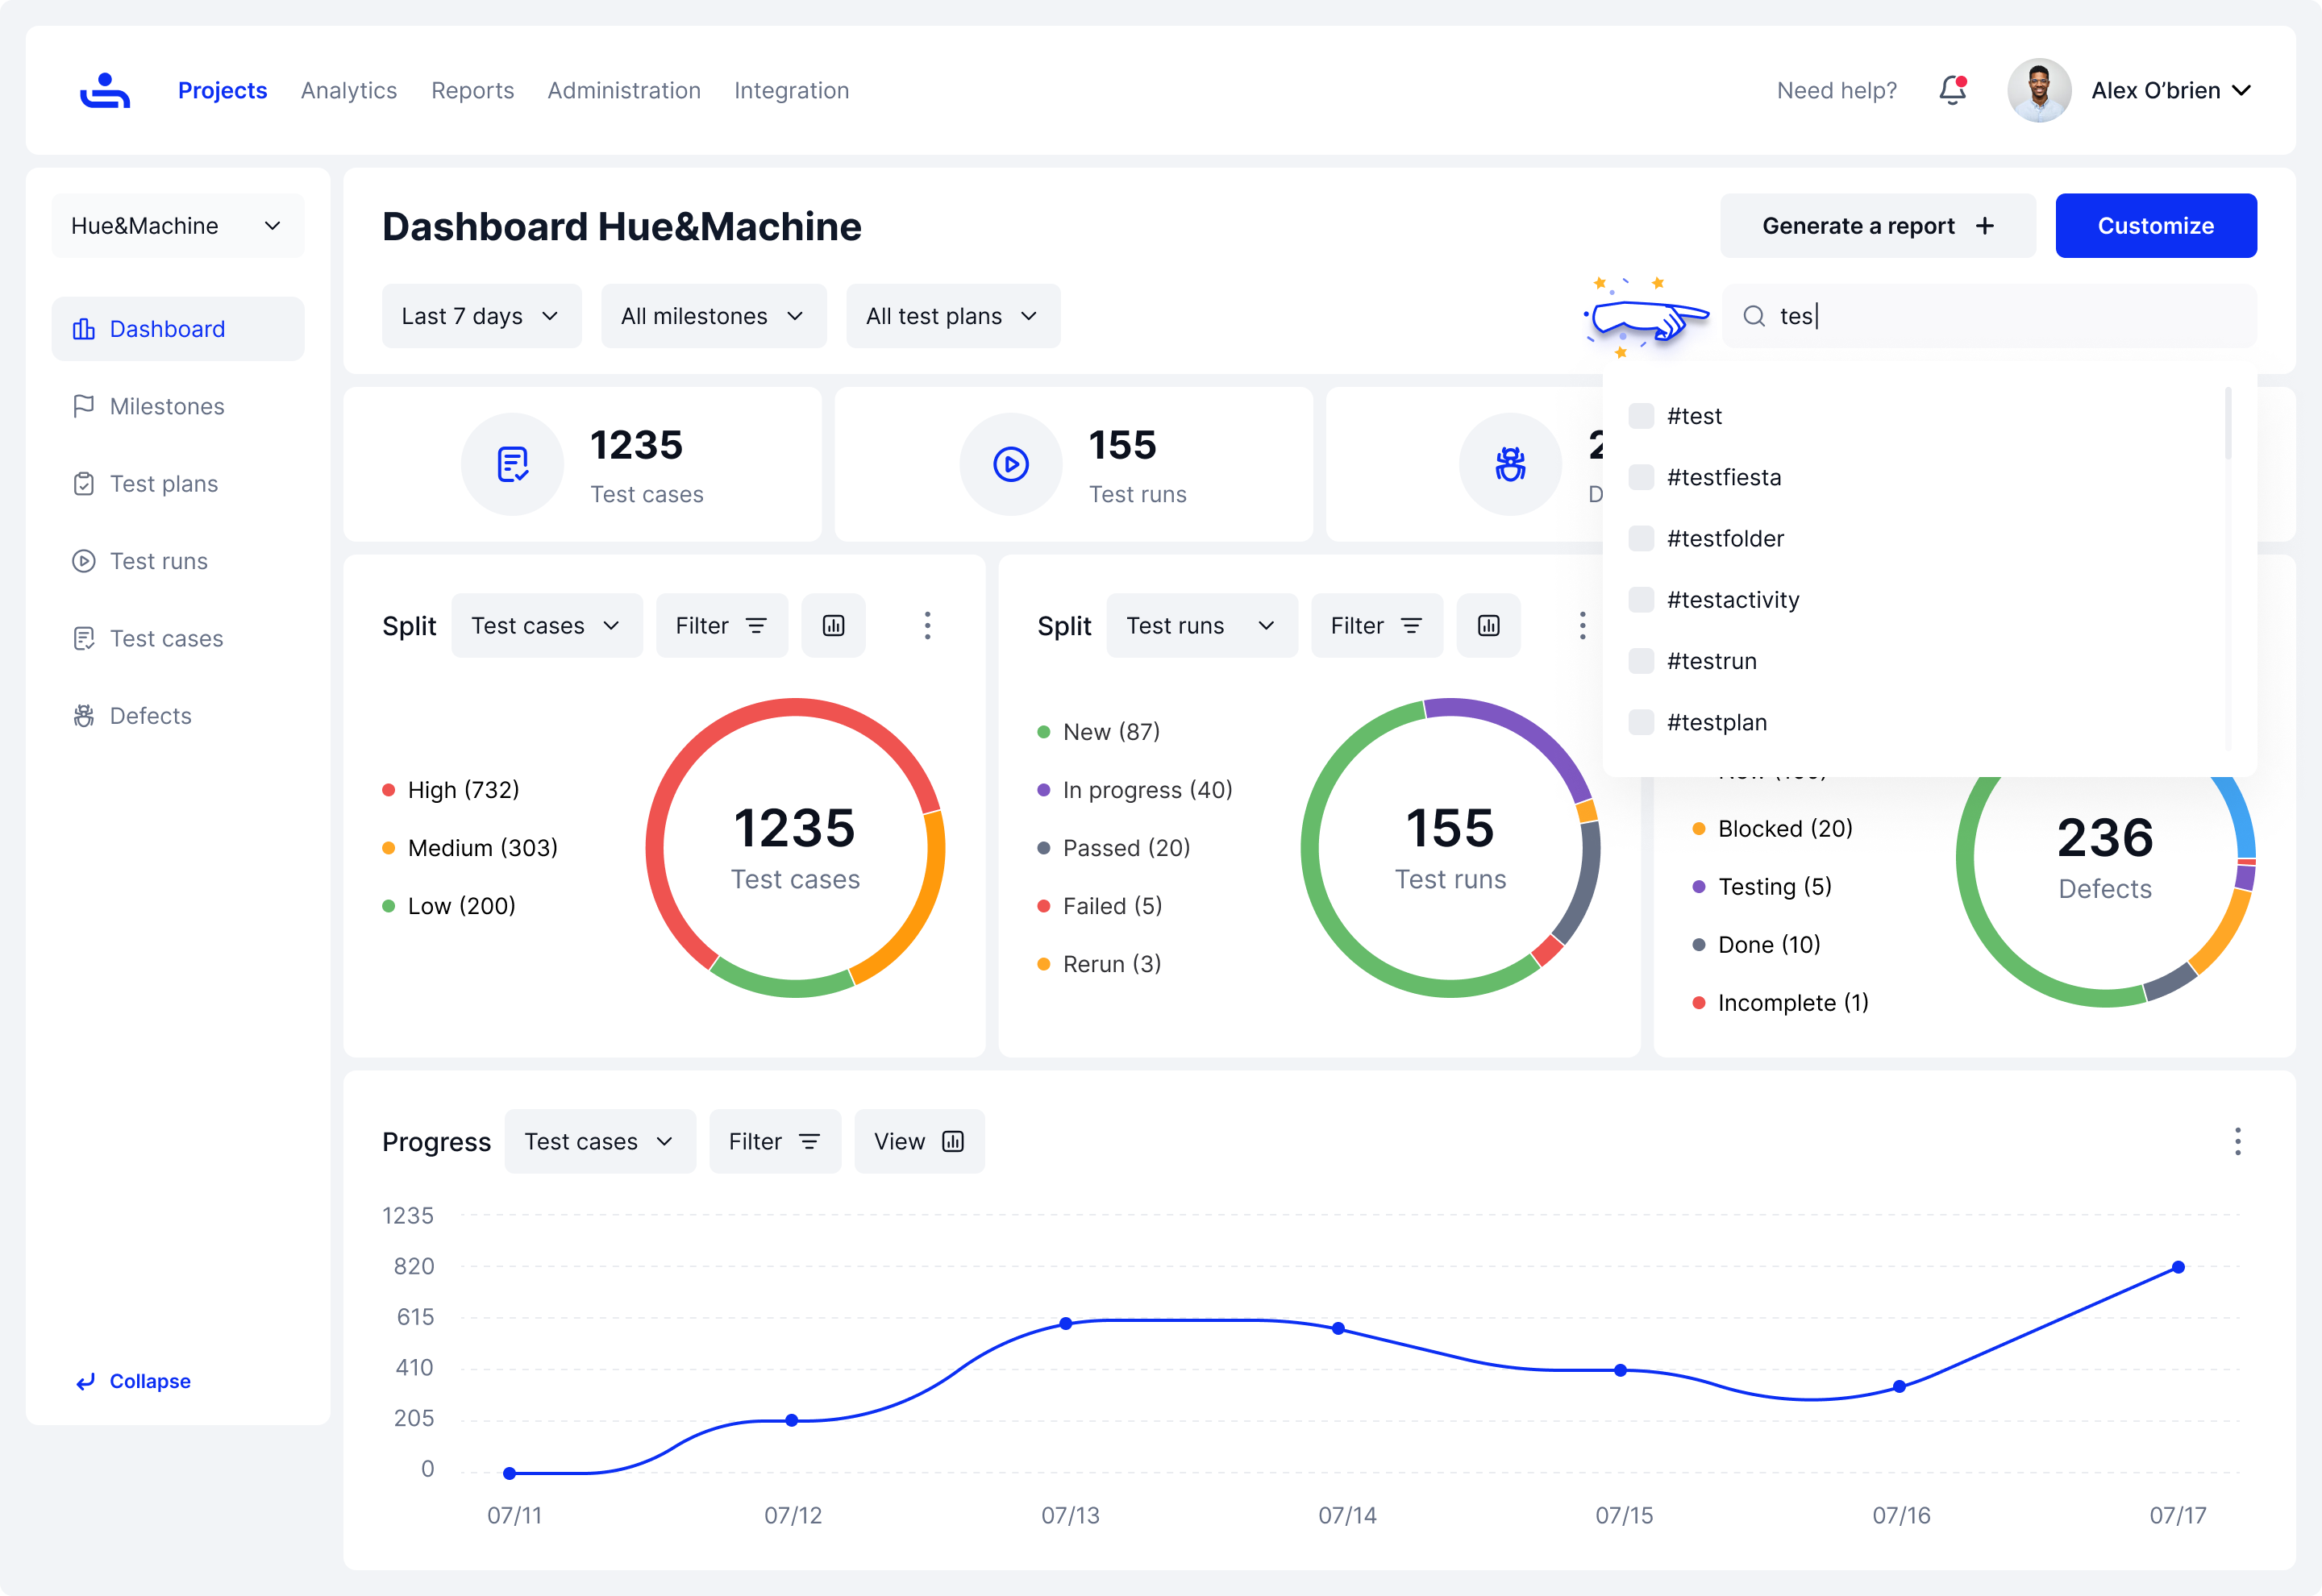 Projects Analytics Reports Administration Integration Need help? Alex O’brien
Hue&Machine
Dashboard
Milestones
Test plans
Test runs
Test cases
Defects
Collapse
Dashboard Hue&Machine
Generate a report
Customize
Last 7 days
All milestones
All test plans
tes
#test
#testfiesta
#testfolder
#testactivity
#testrun
#testplan
1235
Test cases
155
Test runs
Split
Test cases
Filter
High (732)
Medium (303)
Low (200)
1235
Test cases
Split
Test runs
Filter
New (87)
In progress (40)
Passed (20)
Failed (5)
Rerun (3)
155
Test runs
Blocked (20)
Testing (5)
Done (10)
Incomplete (1)
236
Defects
Progress
Test cases
Filter
View
1235
820
615
410
205
0
07/11 07/12 07/13 07/14 07/15 07/16 07/17